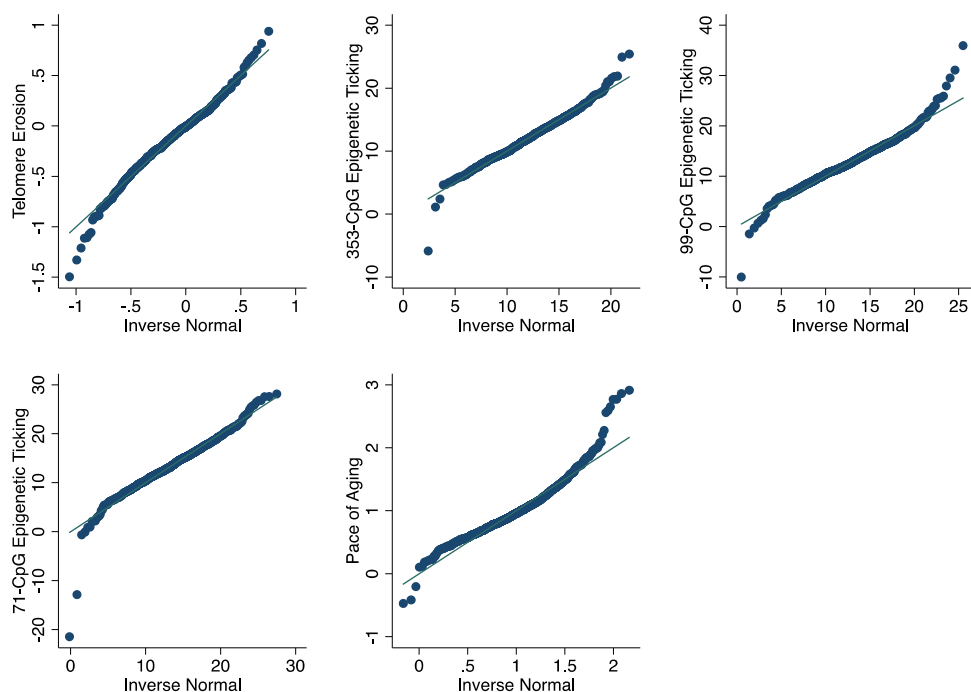 Telomere Erosion
1
.5
0
-.5
-1
-1.5
-1 -.5 0 .5 1
Inverse Normal
353-CpG Epigenetic Ticking
30
20
10
0
-10
0 5 10 15 20
Inverse Normal
99-CpG Epigenetic Ticking
40
30
20
10
0
-10
0 5 10 15 20 25
Inverse Normal
71-CpG Epigenetic Ticking
30
20
10
0
-10
-20
0 10 20 30
Inverse Normal
Pace of Aging
3
2
1
0
-1
0 .5 1 1.5 2
Inverse Normal